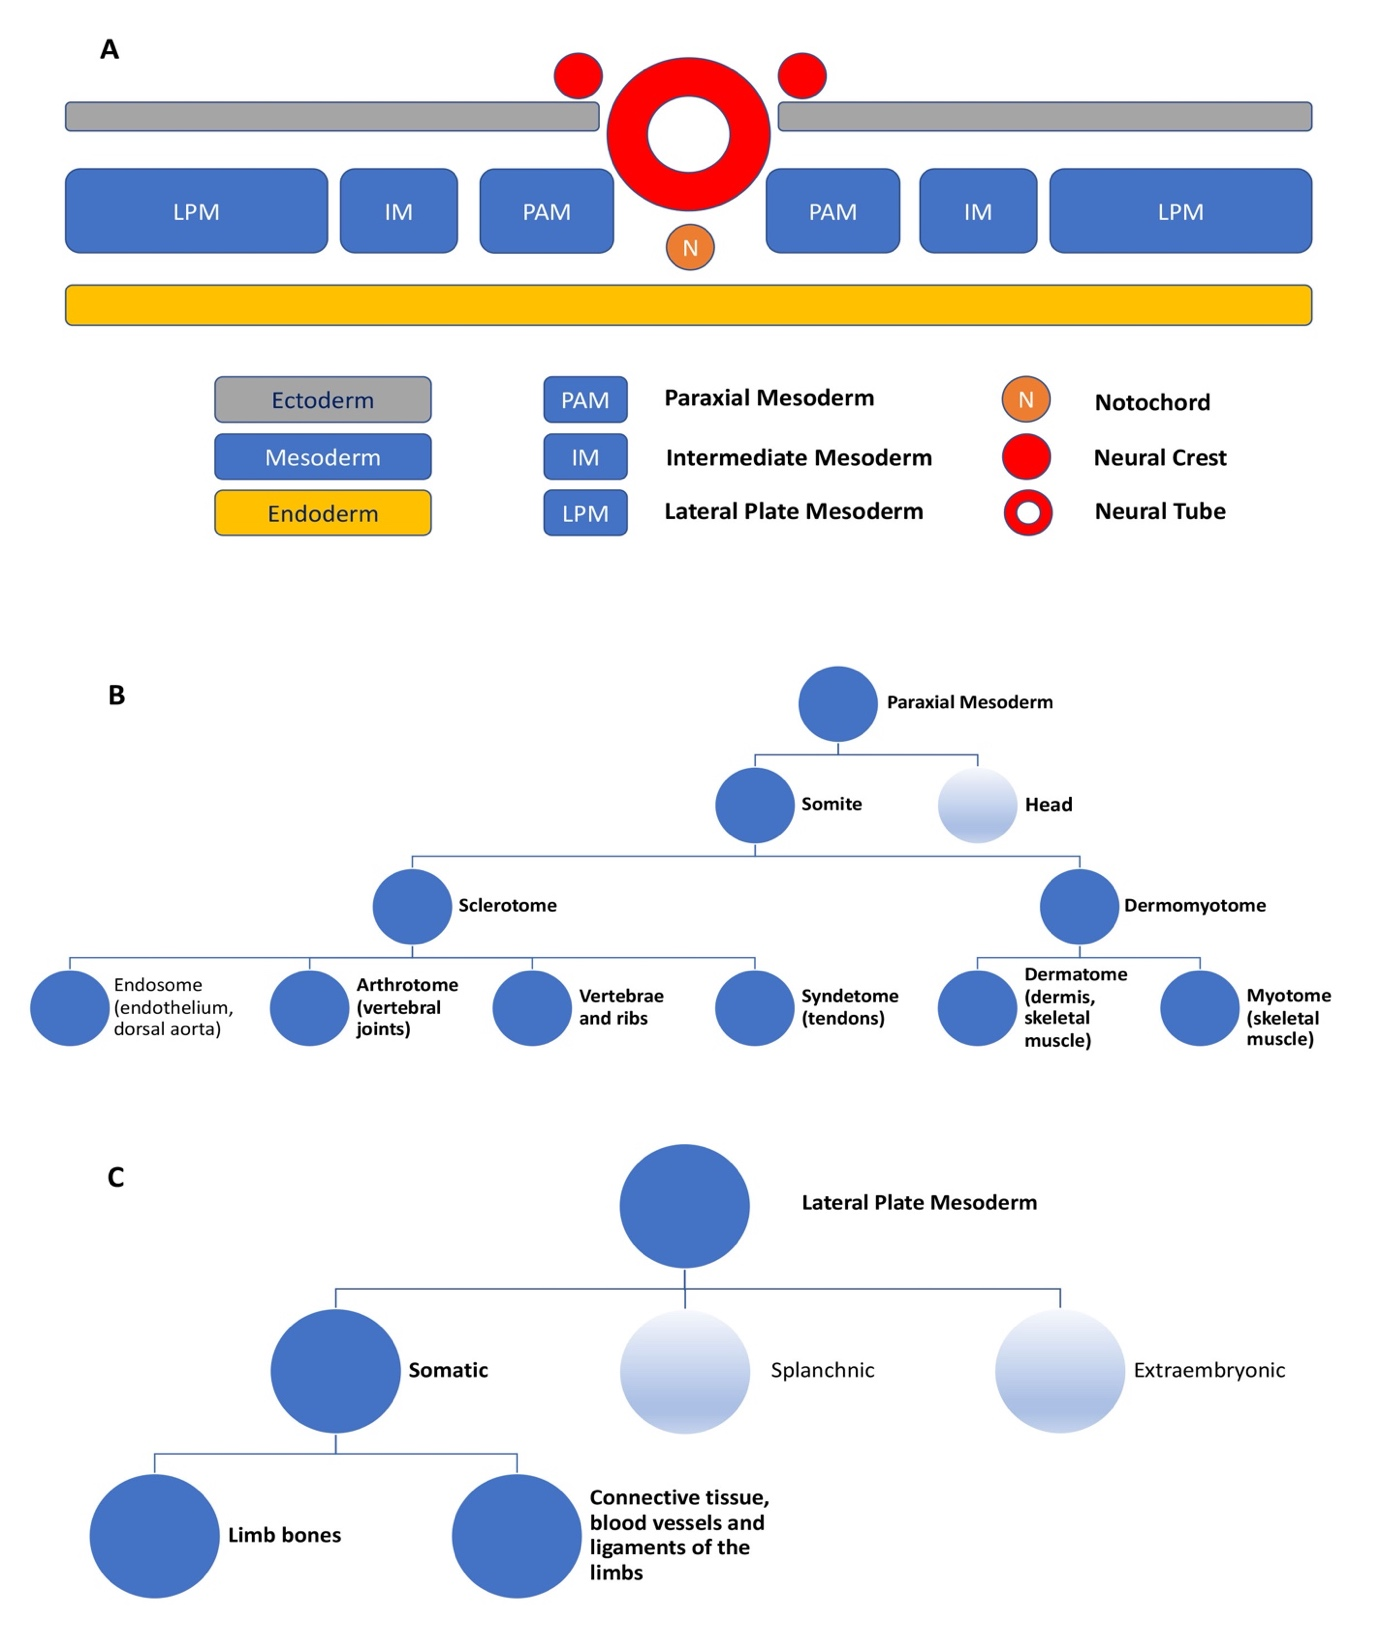 A
LPM
IM
PAM
PAM
IM
LPM
N
Ectoderm
PAM
Paraxial Mesoderm
N
Notochord
Mesoderm
IM
Intermediate Mesoderm
Neural Crest
Endoderm
LPM
Lateral Plate Mesoderm
Neural Tube
B
Paraxial Mesoderm
Somite
Head
Sclerotome
Dermomyotome
Endosome
(endothelium,
dorsal aorta)
Arthrotome
(vertebral
joints)
Vertebrae
and ribs
Syndetome
(tendons)
Dermatome
(dermis,
skeletal
muscle)
Myotome
(skeletal
muscle)
C
Lateral Plate Mesoderm
Somatic
Splanchnic
Extraembryonic
Limb bones
Connective tissue,
blood vessels and
ligaments of the
limbs